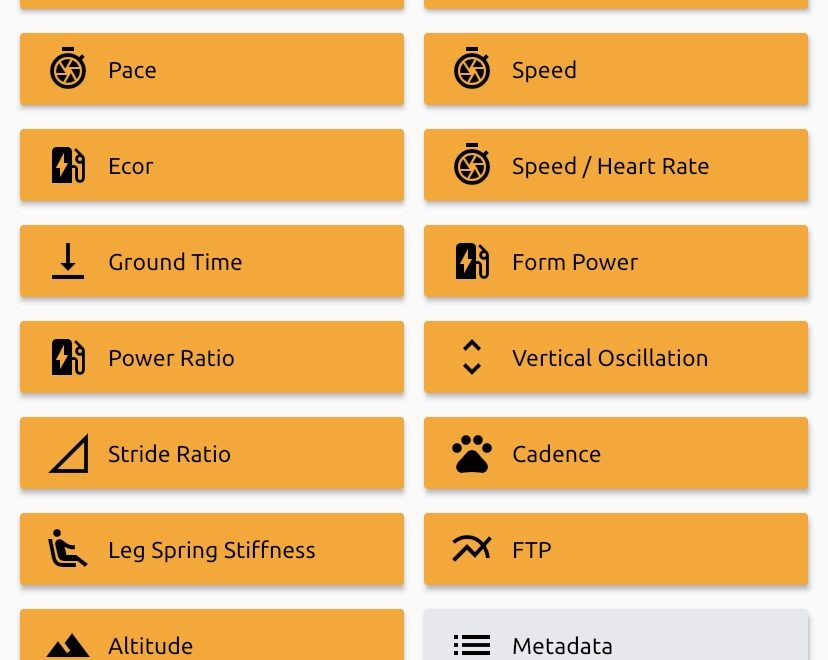 Pace
Speed
Ecor
Speed / Heart Rate
Ground Time
Form Power
Power Ratio
Vertical Oscillation
Stride Ratio
Cadence
Leg Spring Stiffness
FTP
Altitude
Metadata